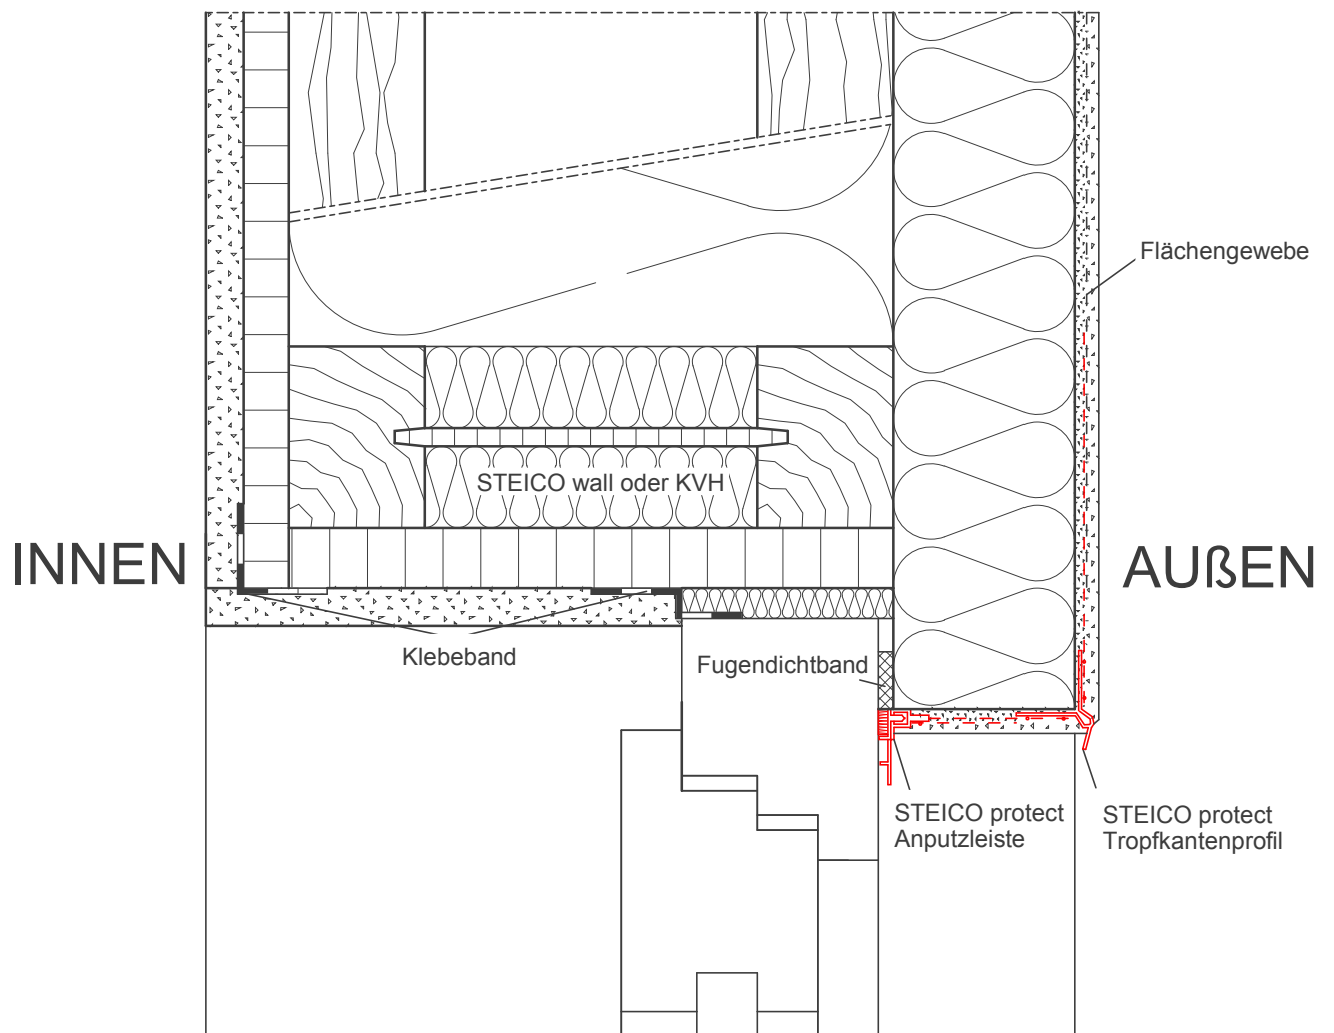 Flächengewebe
STEICO wall oder KVH
INNEN
AUßEN
Klebeband
Fugendichtband
STEICO protect
Anputzleiste
STEICO protect
Tropfkantenprofil